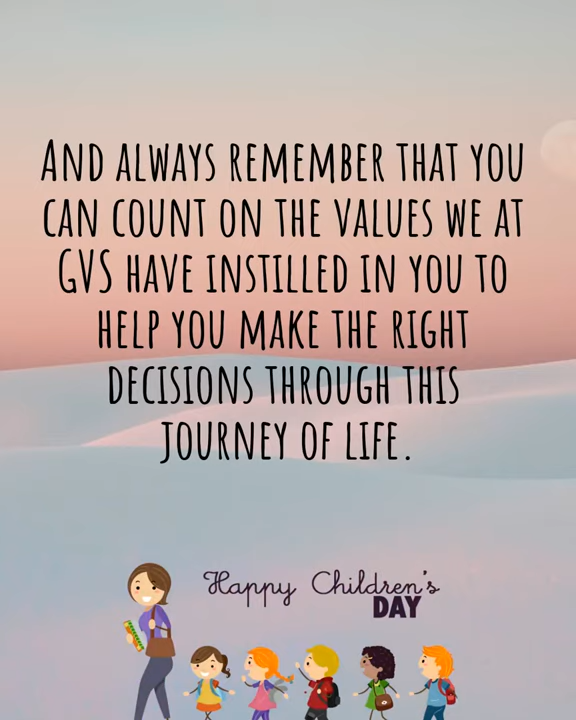 And always remember that you
can count on the values we at
GVS have instilled in you to
help you make the right
decisions through this
journey of life.
Happy Children's
DAY